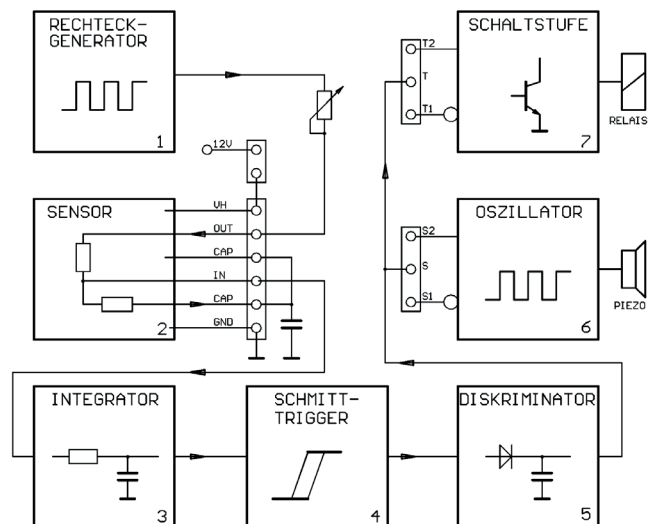 RECHTECK-
GENERATOR
1
12V
SENSOR
VH
OUT
CAP
IN
CAP
GND
2
INTEGRATOR
3
SCHMITT-
TRIGGER
4
DISKRIMINATOR
5
S2
S
S1
OSZILLATOR
6
PIEZO
T2
T
T1
SCHALTSTUFE
7
RELAIS